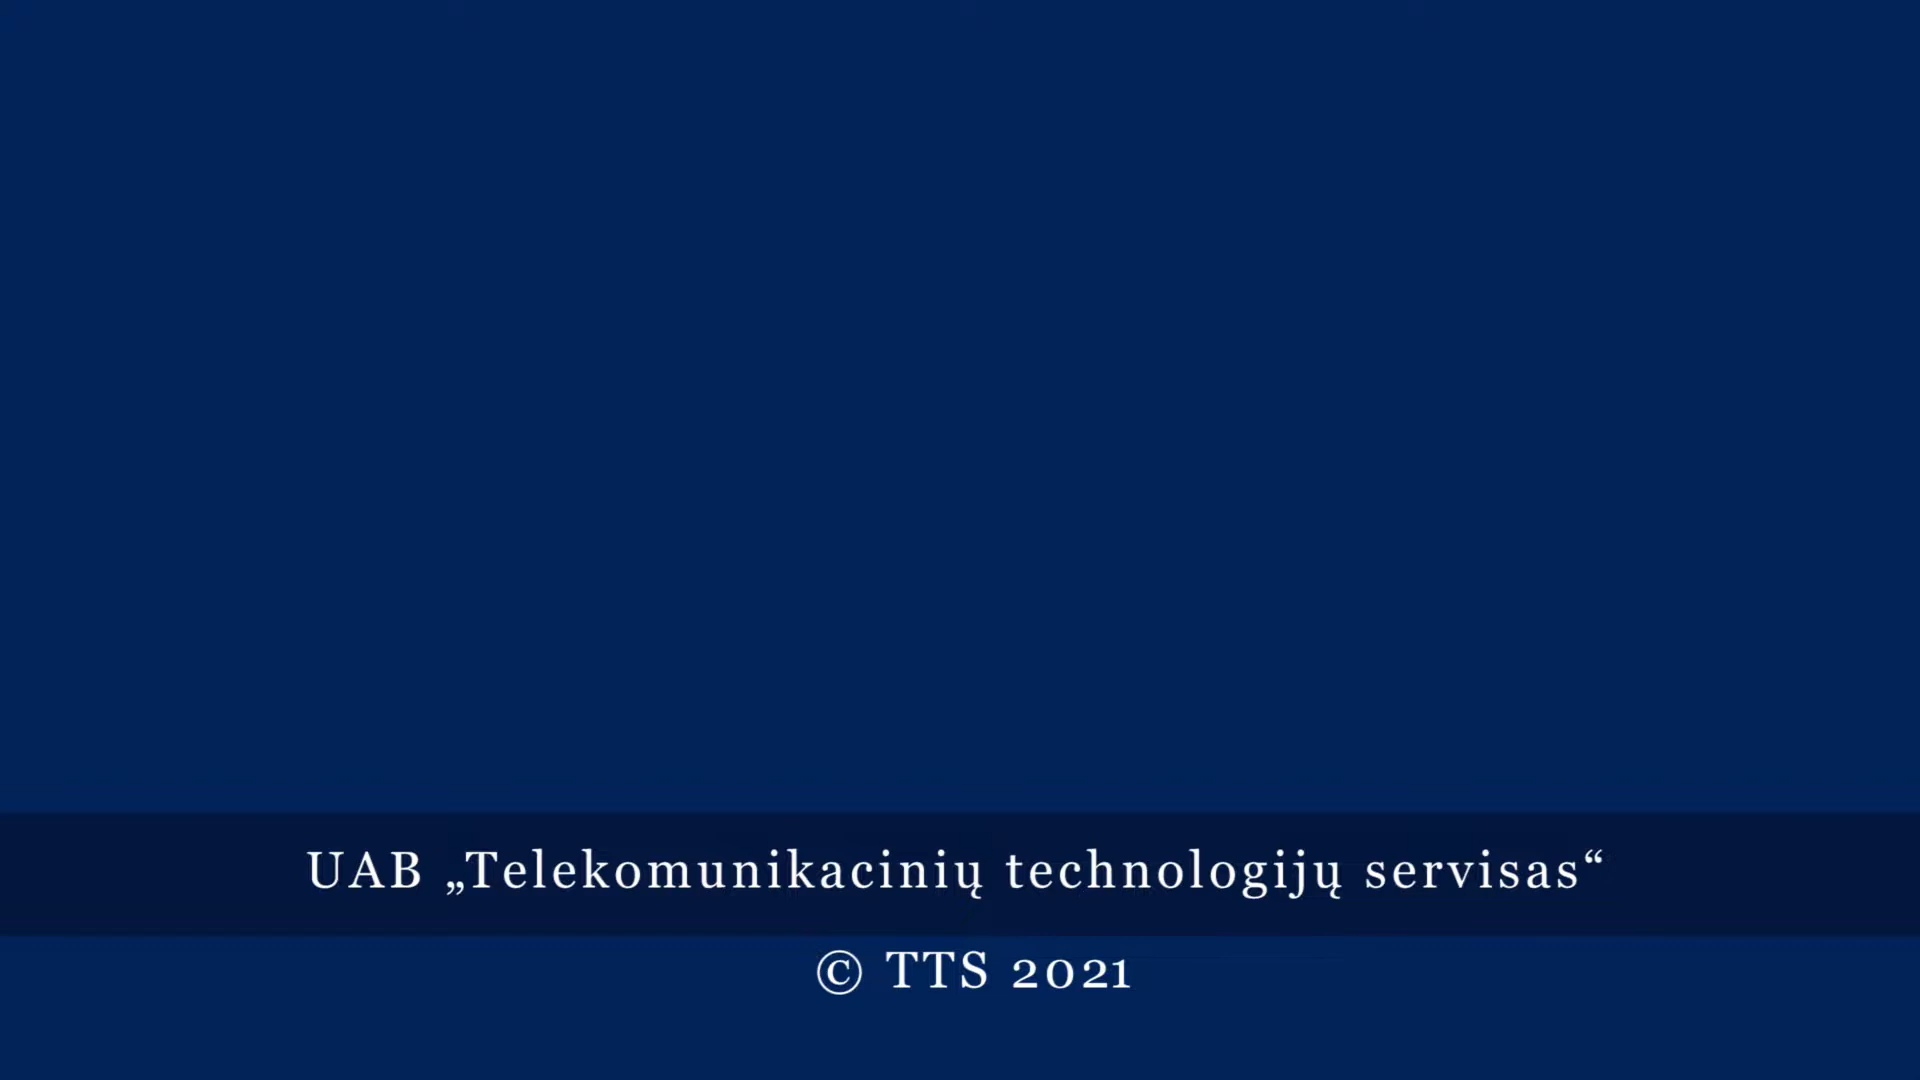 UAB „Telekomunikacinių technologijų servisas“
© TTS 2021